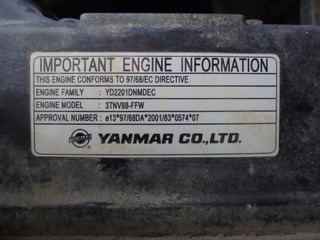 IMPORTANT ENGINE INFORMATION
THIS ENGINE CONFORMS TO 97/68/EC DIRECTIVE
ENGINE FAMILY : YD2201DNMDEC
ENGINE MODEL : 3TNV88-FFW
APPROVAL NUMBER : e13*97/68DA*2001/63*0574*07
YANMAR CO.,LTD.